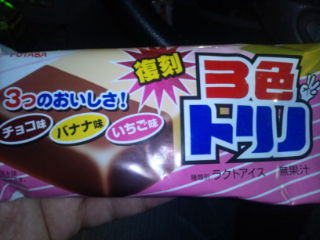 FUTABA
復刻
3色
ドリノ
3つのおいしさ!
チョコ味
バナナ味
いちご味
種類別 ラクトアイス 無果汁